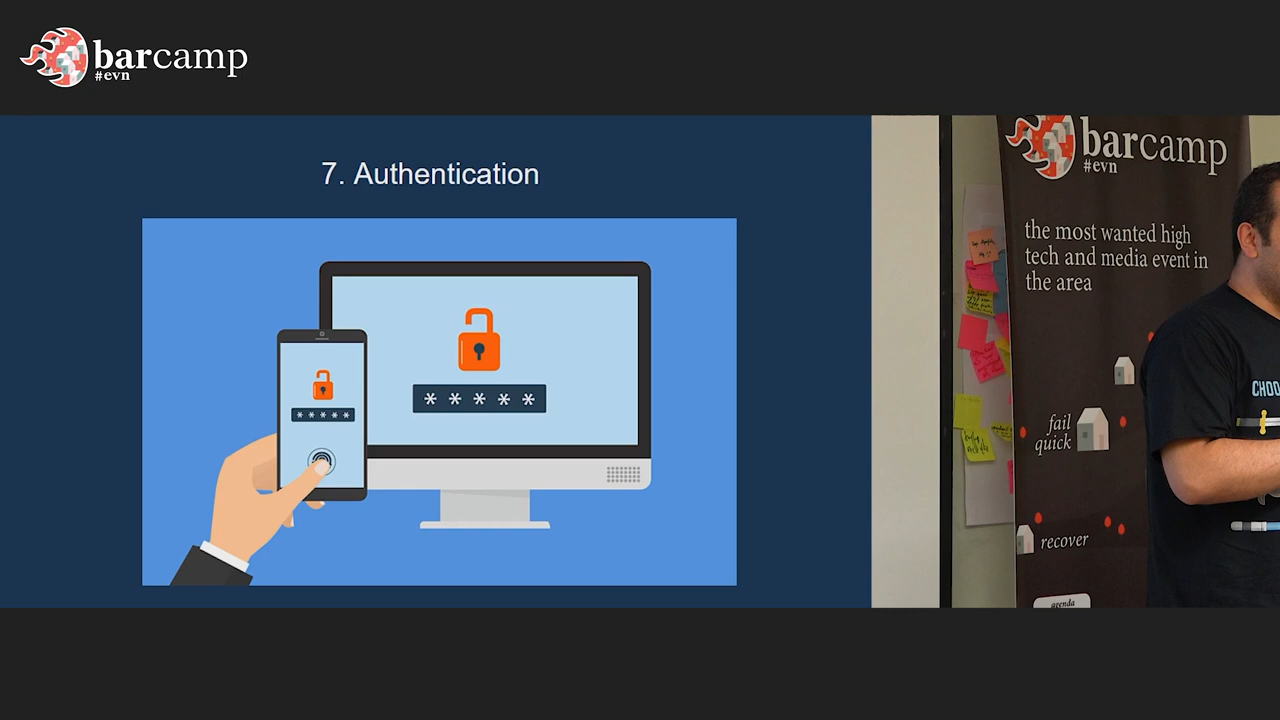 barcamp
#evn
7. Authentication
* * * * *
* * * * *
barcamp
#evn
the most wanted high
tech and media event in
the area
fail
quick
recover
agenda
CHOO